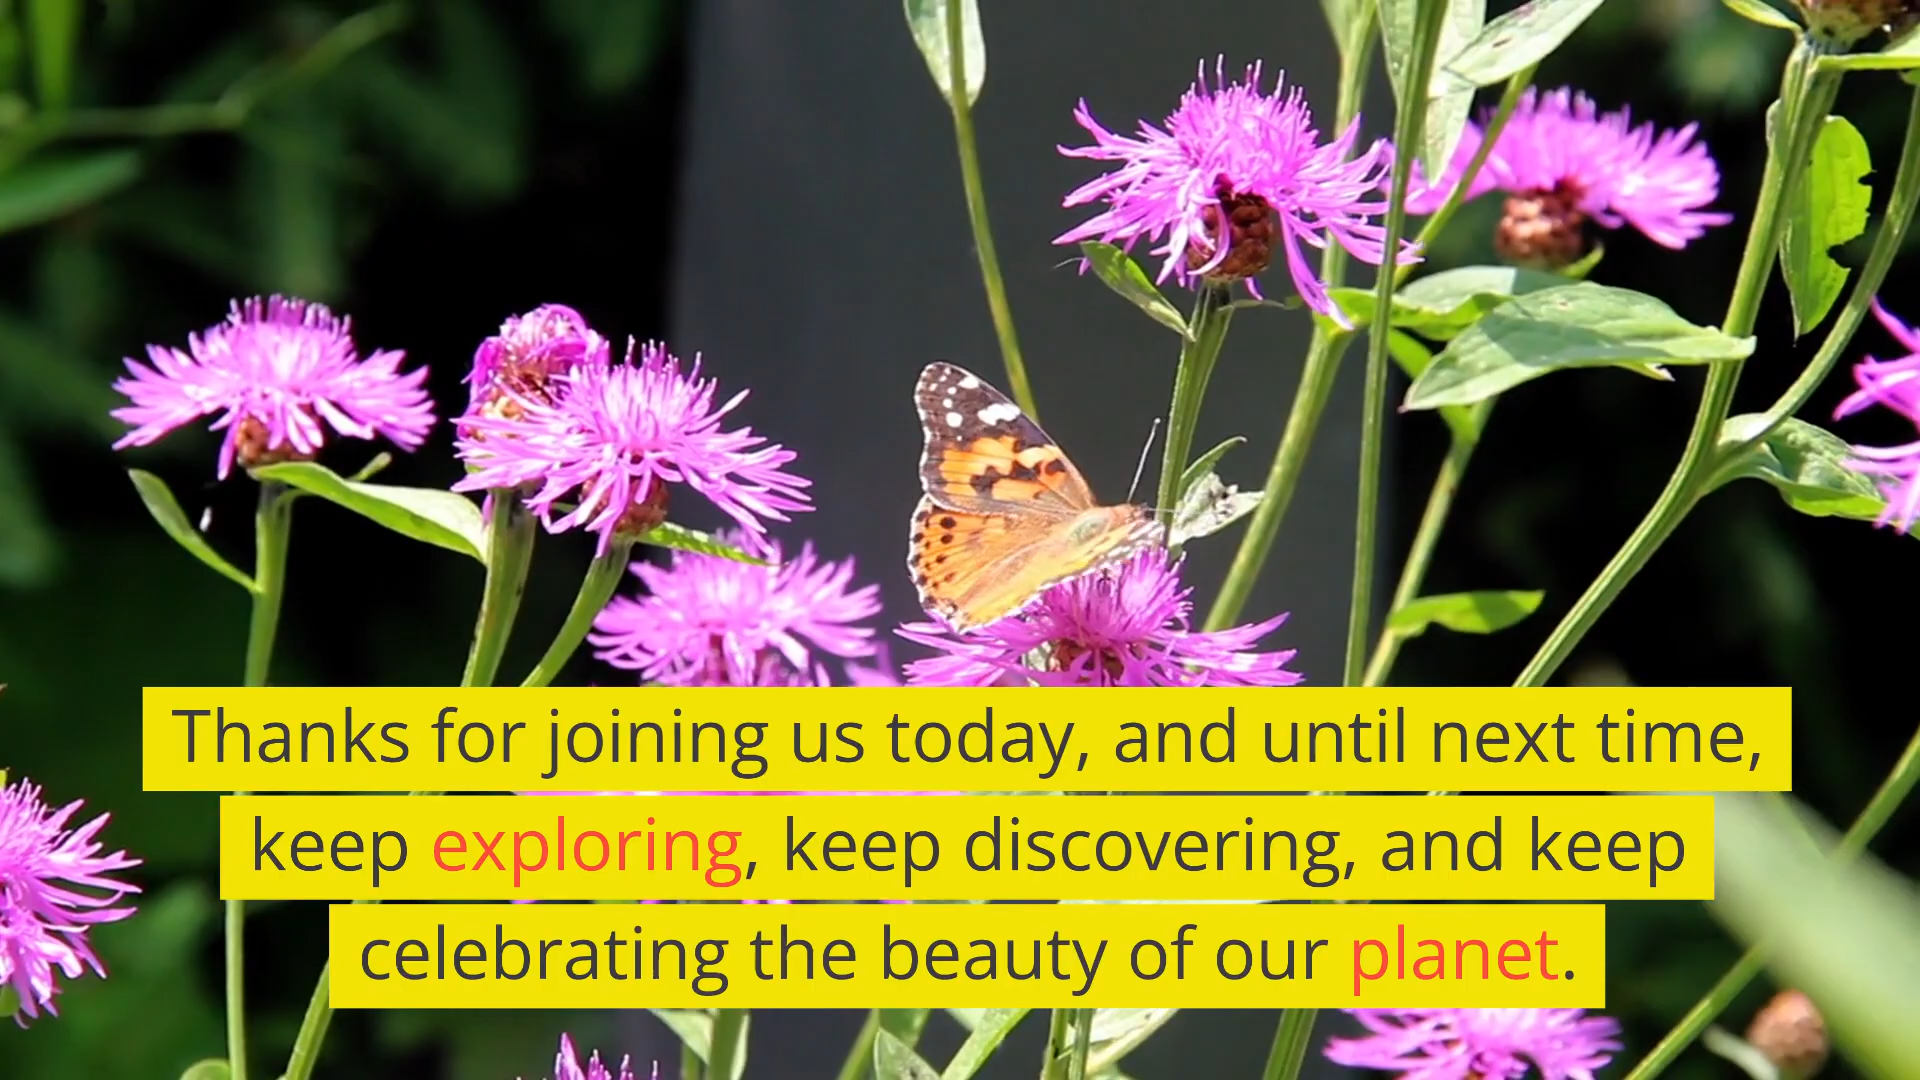 Thanks for joining us today, and until next time,
keep exploring, keep discovering, and keep
celebrating the beauty of our planet.